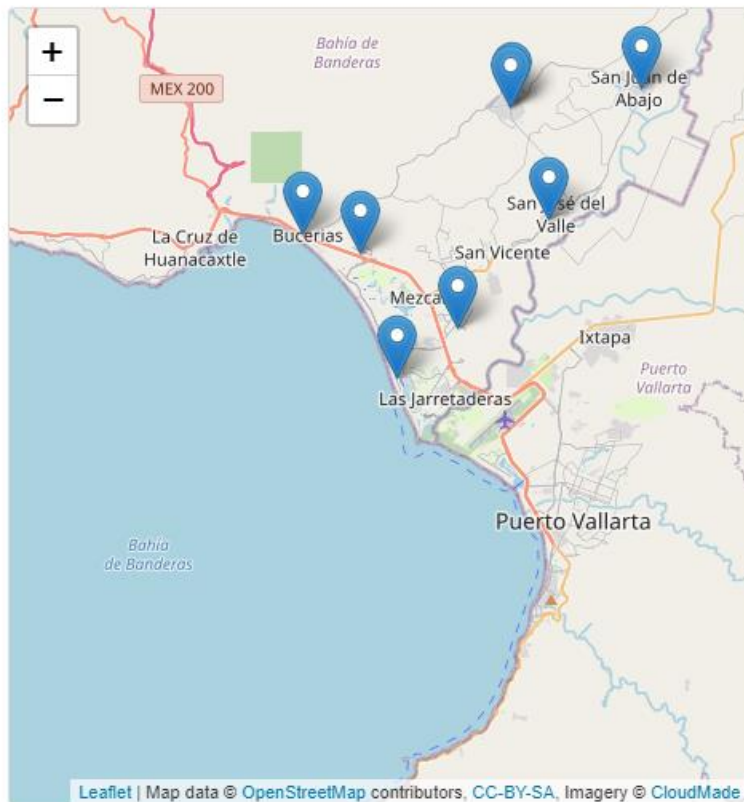 +
−
Bahía de
Banderas
MEX 200
San Juan de
Abajo
San José del
Valle
La Cruz de
Huanacaxtle
Bucerias
San Vicente
Ixtapa
Puerto
Vallarta
Las Jarretaderas
Puerto Vallarta
Bahía
de Banderas
Leaflet | Map data © OpenStreetMap contributors, CC-BY-SA, Imagery © CloudMade